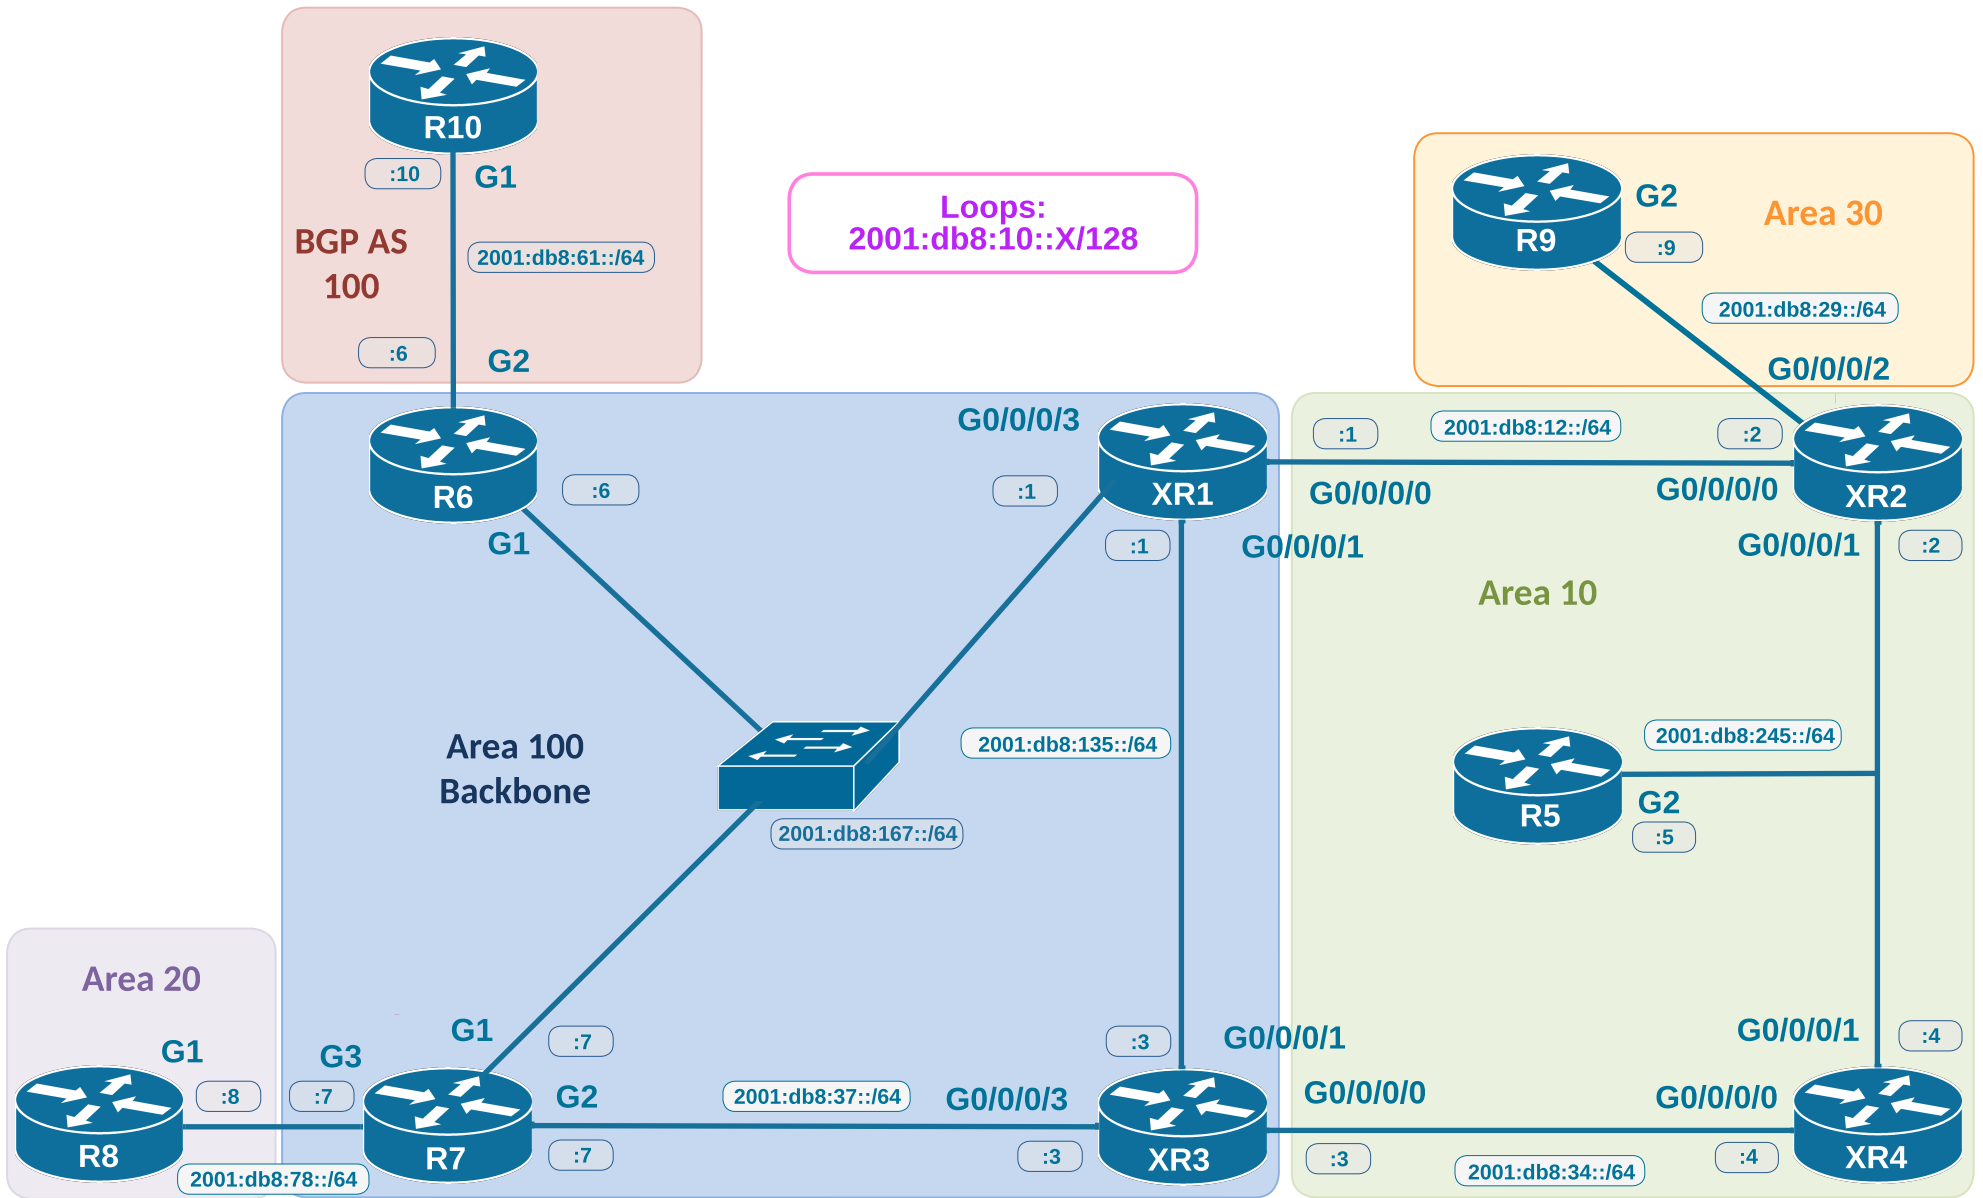 R10
:10
G1
BGP AS
100
2001:db8:61::/64
:6
G2
Loops:
2001:db8:10::X/128
R9
G2
:9
Area 30
2001:db8:29::/64
G0/0/0/2
R6
:6
G1
G0/0/0/3
:1
XR1
:1
G0/0/0/1
:1
2001:db8:12::/64
:2
G0/0/0/0
G0/0/0/0
XR2
G0/0/0/1
:2
Area 10
Area 100
Backbone
2001:db8:135::/64
2001:db8:167::/64
2001:db8:245::/64
R5
G2
:5
Area 20
G1
R8
:8
2001:db8:78::/64
G3
:7
R7
G1
:7
G2
:7
2001:db8:37::/64
G0/0/0/3
:3
:3
G0/0/0/1
XR3
G0/0/0/0
:3
2001:db8:34::/64
G0/0/0/1
:4
G0/0/0/0
:4
XR4